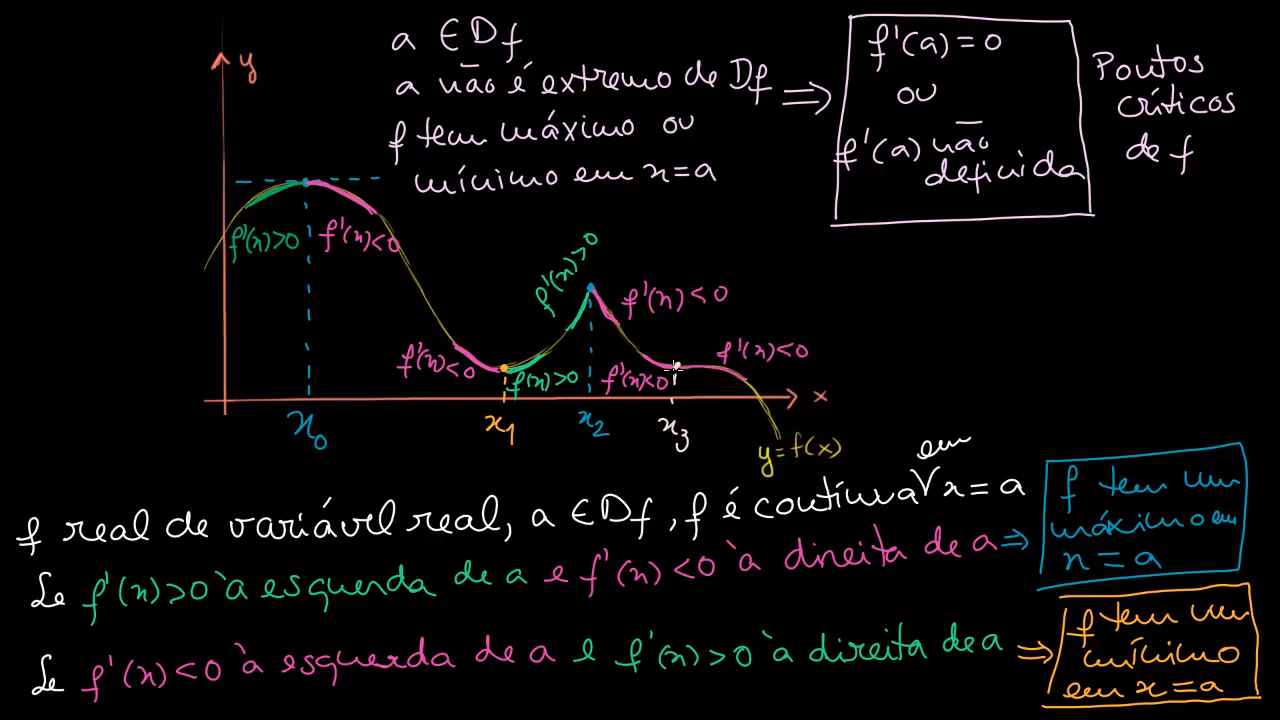 a ∈ Df
a não é extremo de Df ⇒
f tem máximo ou
mínimo em x=a
f'(a)=0
ou
f'(a) não
definida
Pontos
críticos
de f
y
f'(x)>0
f'(x)<0
f'(x)<0
f'(x)>0
f'(x)>0
f'(x)<0
f'(x)<0
f'(x)<0
x
x0
x1
x2
x3
y=f(x)
f real de variável real, a ∈ Df, f é contínua em x=a
Se f'(x)>0 à esquerda de a e f'(x)<0 à direita de a ⇒
f tem um
máximo em
x=a
Se f'(x)<0 à esquerda de a e f'(x)>0 à direita de a ⇒
f tem um
mínimo
em x=a